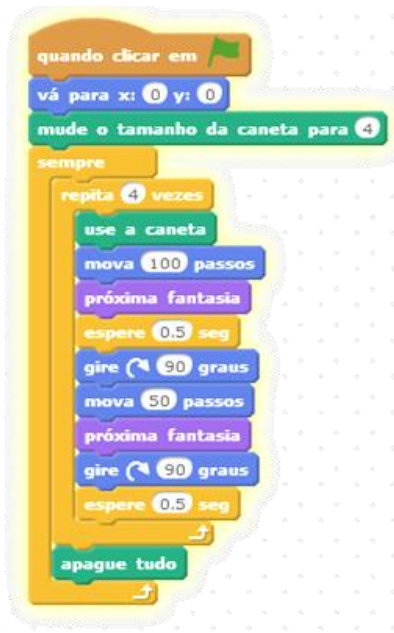 quando clicar em
vá para x: 0 y: 0
mude o tamanho da caneta para 4
sempre
repita 4 vezes
use a caneta
mova 100 passos
próxima fantasia
espere 0.5 seg
gire 90 graus
mova 50 passos
próxima fantasia
gire 90 graus
espere 0.5 seg
apague tudo